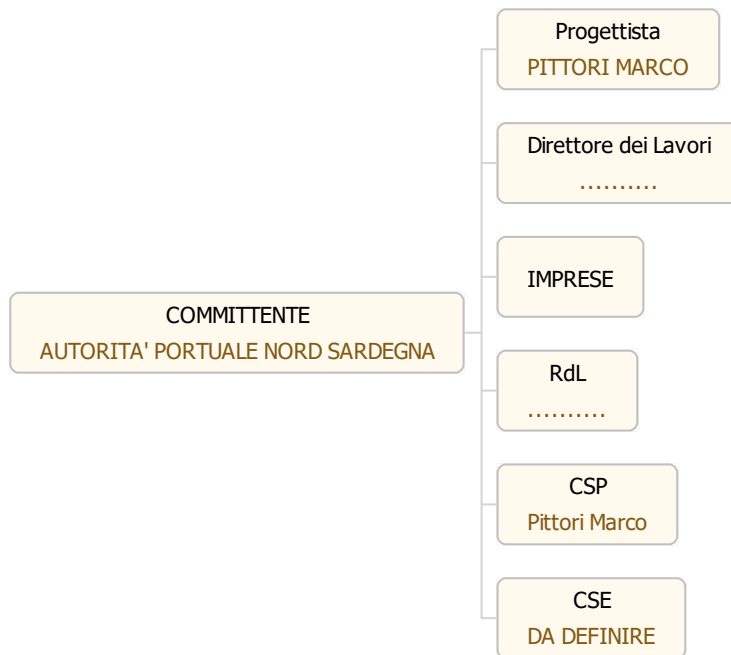 Progettista
PITTORI MARCO
Direttore dei Lavori
..........
IMPRESE
COMMITTENTE
AUTORITA' PORTUALE NORD SARDEGNA
RdL
..........
CSP
Pittori Marco
CSE
DA DEFINIRE